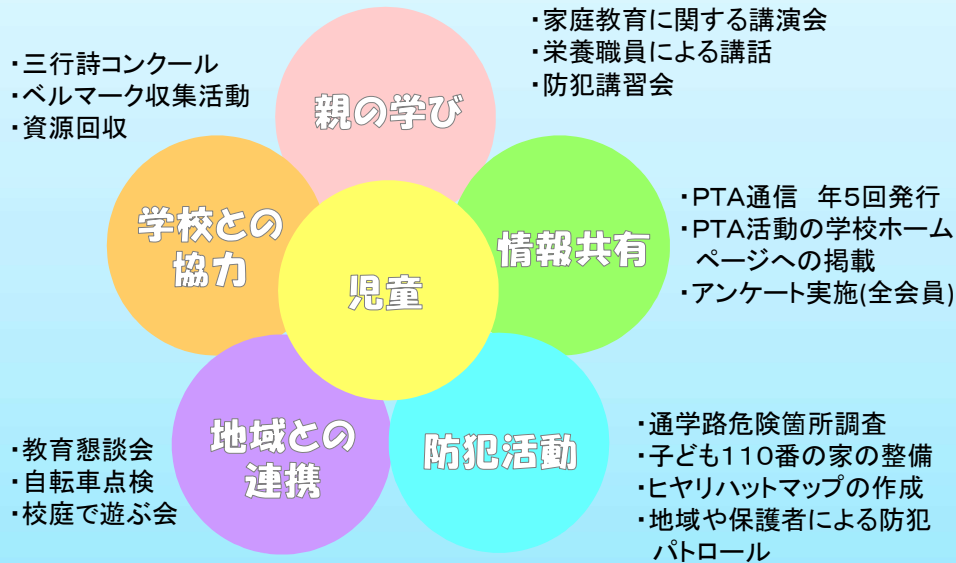 ・家庭教育に関する講演会
・栄養職員による講話
・防犯講習会
・三行詩コンクール
・ベルマーク収集活動
・資源回収
親の学び
学校との
協力
情報共有
児童
・PTA通信　年5回発行
・PTA活動の学校ホーム
ページへの掲載
・アンケート実施(全会員)
地域との
連携
防犯活動
・教育懇談会
・自転車点検
・校庭で遊ぶ会
・通学路危険箇所調査
・子ども110番の家の整備
・ヒヤリハットマップの作成
・地域や保護者による防犯
パトロール